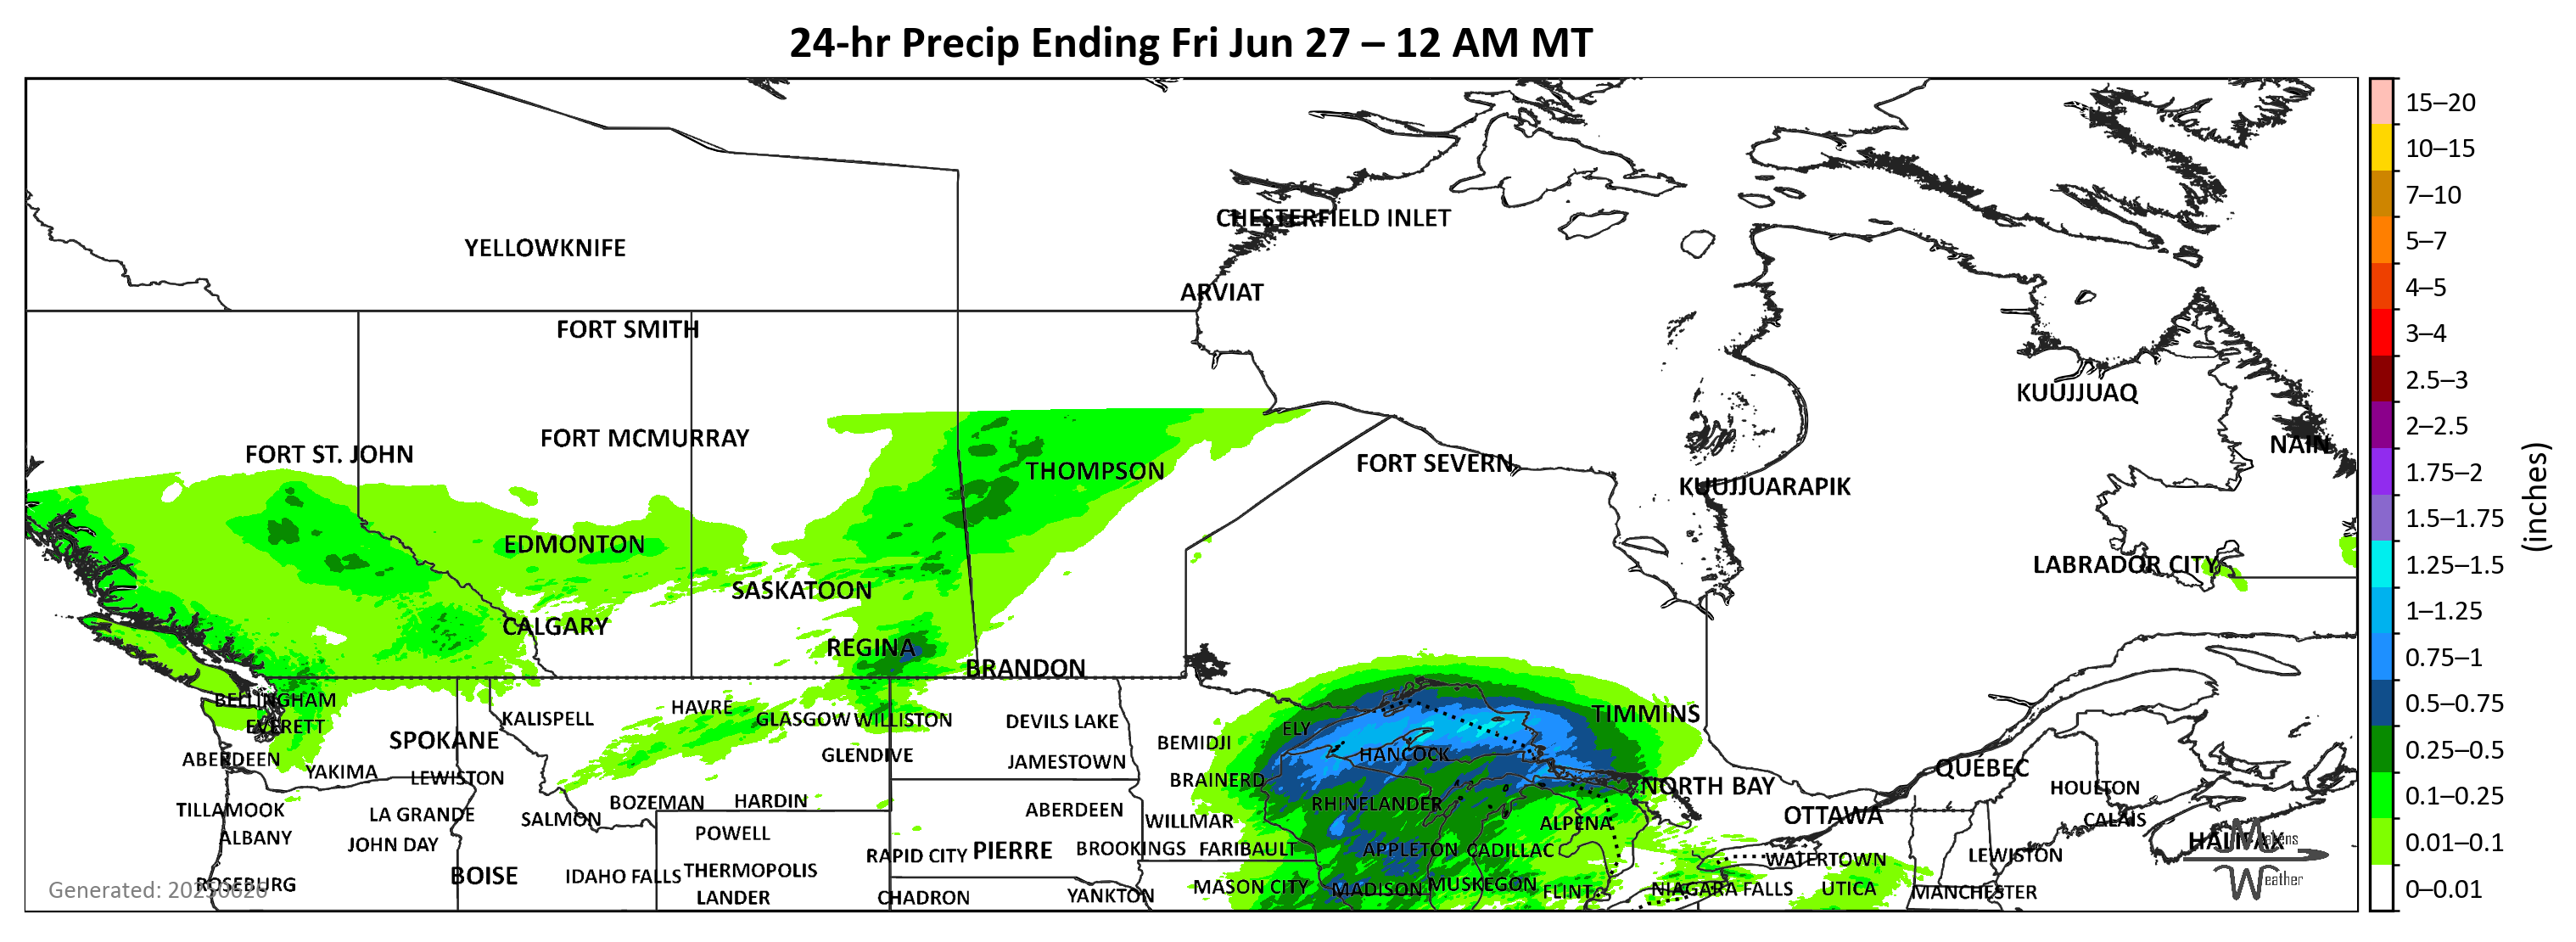 24-hr Precip Ending Fri Jun 27 – 12 AM MT
CHESTERFIELD INLET
YELLOWKNIFE
ARVIAT
FORT SMITH
KUUJJUAQ
FORT MCMURRAY
NAIN
FORT ST. JOHN
THOMPSON
FORT SEVERN
KUUJJUARAPIK
EDMONTON
LABRADOR CITY
SASKATOON
CALGARY
REGINA
BRANDON
BELLINGHAM
HAVRE
KALISPELL
GLASGOW
WILLISTON
DEVILS LAKE
TIMMINS
EVERETT
ELY
SPOKANE
BEMIDJI
ABERDEEN
GLENDIVE
JAMESTOWN
HANCOCK
QUÉBEC
YAKIMA
LEWISTON
BRAINERD
NORTH BAY
HOULTON
TILLAMOOK
LA GRANDE
BOZEMAN
HARDIN
ABERDEEN
RHINELANDER
OTTAWA
SALMON
WILLMAR
ALPENA
CALAIS
ALBANY
JOHN DAY
POWELL
HALIFAX
RAPID CITY
PIERRE
BROOKINGS
FARIBAULT
APPLETON
CADILLAC
WATERTOWN
LEWISTON
BOISE
IDAHO FALLS
THERMOPOLIS
ROSEBURG
MASON CITY
MADISON
MUSKEGON
FLINT
NIAGARA FALLS
UTICA
MANCHESTER
LANDER
CHADRON
YANKTON
Generated: 20250626
Weather
15–20
10–15
7–10
5–7
4–5
3–4
2.5–3
2–2.5
1.75–2
1.5–1.75
1.25–1.5
1–1.25
0.75–1
0.5–0.75
0.25–0.5
0.1–0.25
0.01–0.1
0–0.01
(inches)